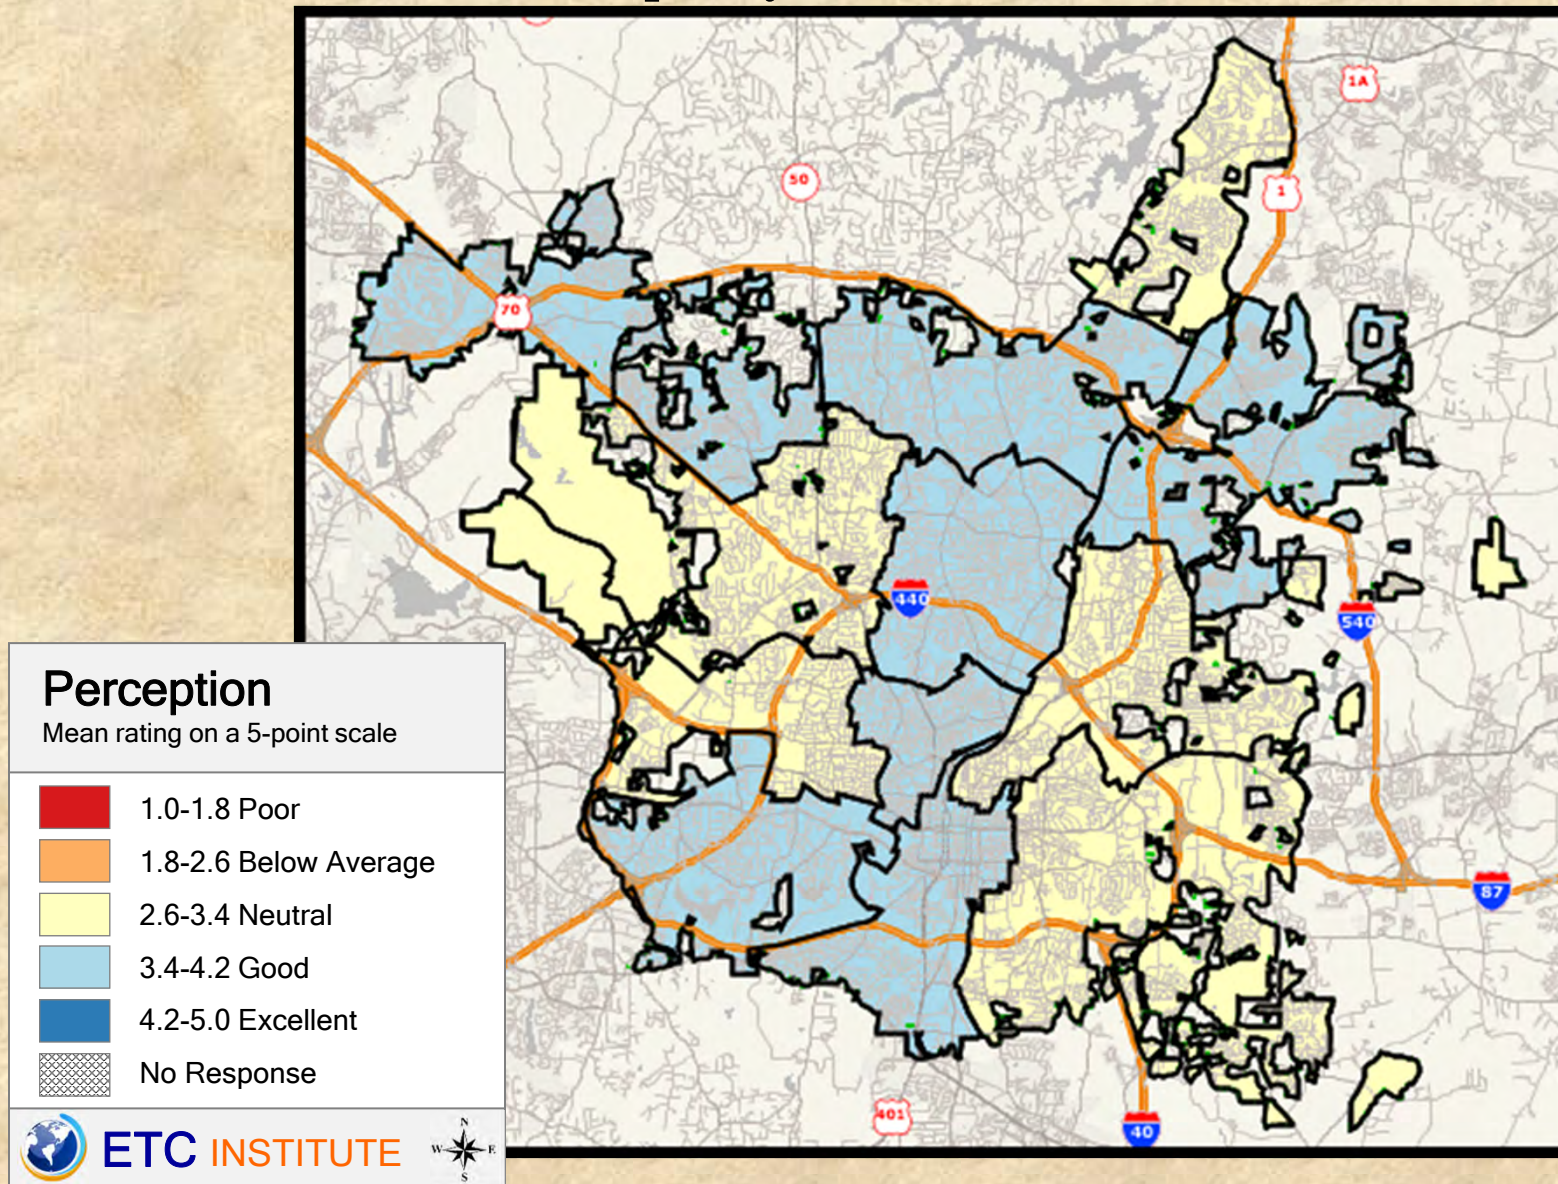 1A
50
1
70
440
540
87
401
40
Perception
Mean rating on a 5-point scale
1.0-1.8 Poor
1.8-2.6 Below Average
2.6-3.4 Neutral
3.4-4.2 Good
4.2-5.0 Excellent
No Response
ETC INSTITUTE
N
W E
S